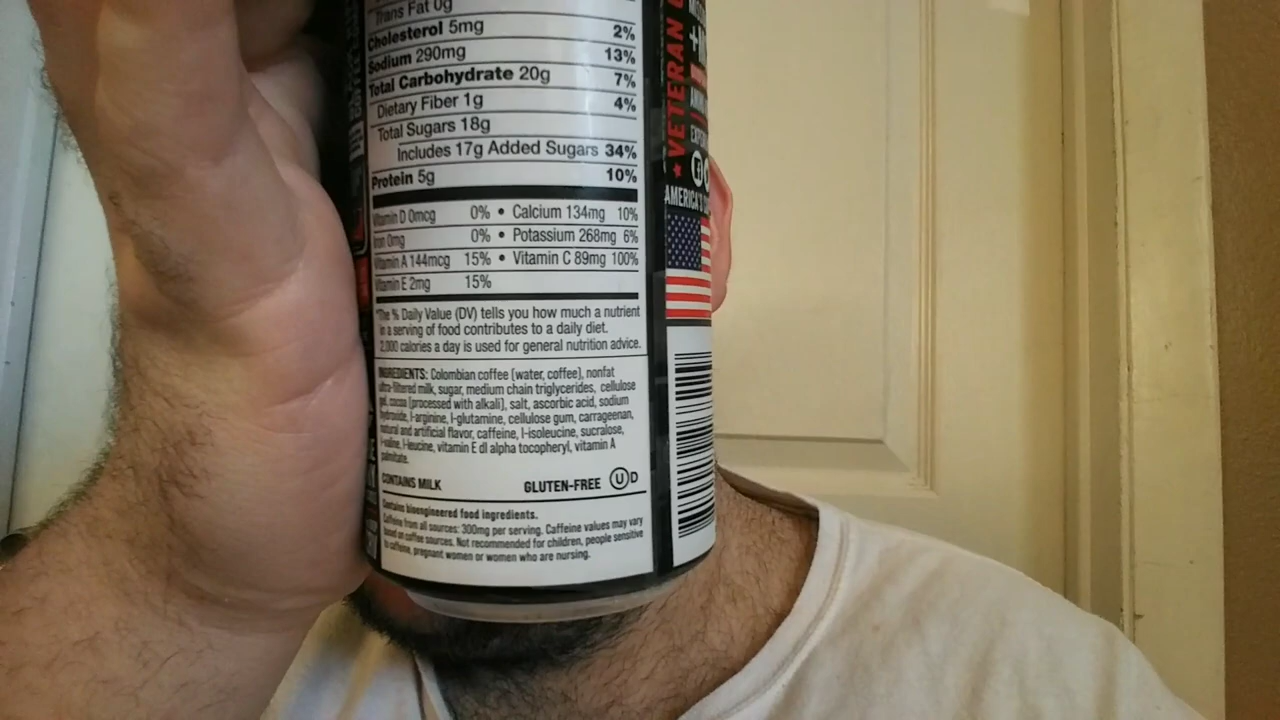 Trans Fat 0g
Cholesterol 5mg 2%
Sodium 290mg 13%
Total Carbohydrate 20g 7%
Dietary Fiber 1g 4%
Total Sugars 18g
Includes 17g Added Sugars 34%
Protein 5g 10%
Vitamin D 0mcg 0% • Calcium 134mg 10%
Iron 0mg 0% • Potassium 268mg 6%
Vitamin A 144mcg 15% • Vitamin C 89mg 100%
Vitamin E 2mg 15%
*The % Daily Value (DV) tells you how much a nutrient
in a serving of food contributes to a daily diet.
2,000 calories a day is used for general nutrition advice.
INGREDIENTS: Colombian coffee (water, coffee), nonfat
ultra-filtered milk, sugar, medium chain triglycerides, cellulose
gel, cocoa (processed with alkali), salt, ascorbic acid, sodium
hydroxide, l-arginine, l-glutamine, cellulose gum, carrageenan,
natural and artificial flavor, caffeine, l-isoleucine, sucralose,
l-valine, l-leucine, vitamin E dl alpha tocopheryl, vitamin A
palmitate.
CONTAINS MILK GLUTEN-FREE U D
Contains bioengineered food ingredients.
Caffeine from all sources: 300mg per serving. Caffeine values may vary
based on coffee sources. Not recommended for children, people sensitive
to caffeine, pregnant women or women who are nursing.
VETERAN
AMERICA'S